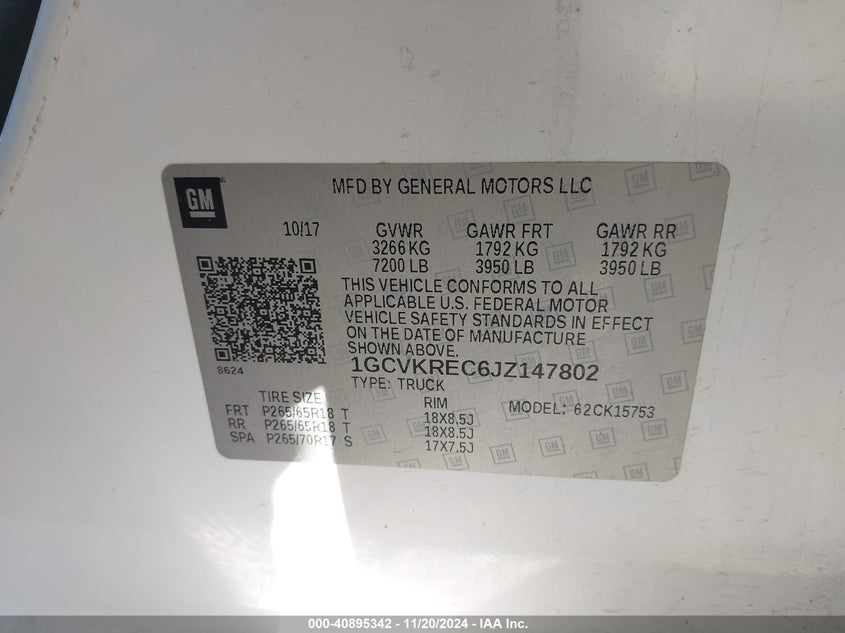 GM
MFD BY GENERAL MOTORS LLC
10/17 GVWR GAWR FRT GAWR RR
3266 KG 1792 KG 1792 KG
7200 LB 3950 LB 3950 LB
THIS VEHICLE CONFORMS TO ALL
APPLICABLE U.S. FEDERAL MOTOR
VEHICLE SAFETY STANDARDS IN EFFECT
ON THE DATE OF MANUFACTURE
SHOWN ABOVE.
8624
1GCVKREC6JZ147802
TYPE: TRUCK
TIRE SIZE RIM MODEL: 62CK15753
FRT P265/65R18 T 18X8.5J
RR P265/65R18 T 18X8.5J
SPA P265/70R17 S 17X7.5J
000-40895342 - 11/20/2024 - IAA Inc.